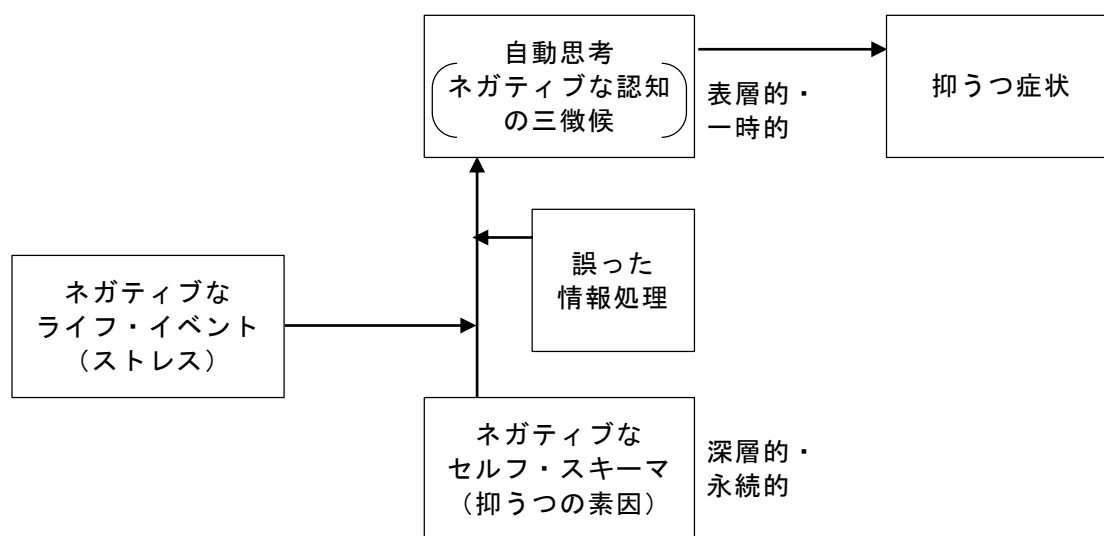 自動思考
ネガティブな認知
の三徴候
表層的・
一時的
抑うつ症状
誤った
情報処理
ネガティブな
ライフ・イベント
（ストレス）
ネガティブな
セルフ・スキーマ
（抑うつの素因）
深層的・
永続的